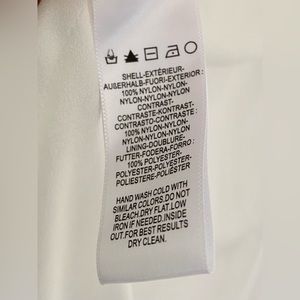 SHELL-EXTÉRIEUR-
AUßERHALB-FUORI-EXTERIOR :
100% NYLON-NYLON-
NYLON-NYLON-NYLON
CONTRAST-
CONTRASTE-KONTRAST-
CONTRASTO-CONTRASTE :
100% NYLON-NYLON-
NYLON-NYLON-NYLON
LINING-DOUBLURE-
FUTTER-FODERA-FORRO :
100% POLYESTER-
POLYESTER-POLYESTER-
POLIESTERE-POLIÉSTER
HAND WASH COLD WITH
SIMILAR COLORS.DO NOT
BLEACH.DRY FLAT.LOW
IRON IF NEEDED.INSIDE
OUT.FOR BEST RESULTS
DRY CLEAN.